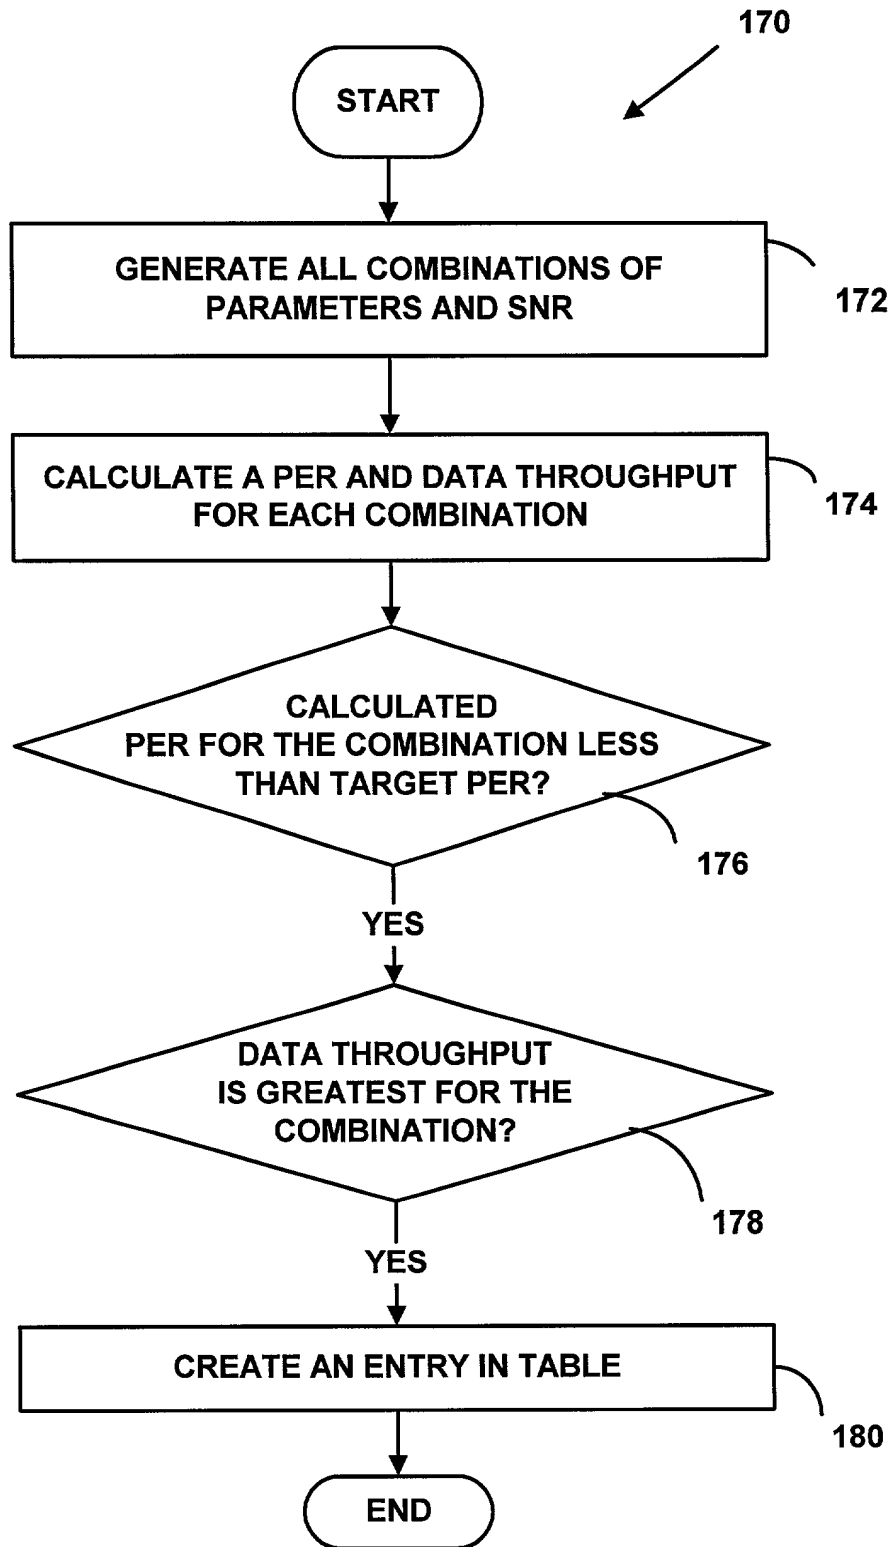 170
START
GENERATE ALL COMBINATIONS OF
PARAMETERS AND SNR
172
CALCULATE A PER AND DATA THROUGHPUT
FOR EACH COMBINATION
174
CALCULATED
PER FOR THE COMBINATION LESS
THAN TARGET PER?
176
YES
DATA THROUGHPUT
IS GREATEST FOR THE
COMBINATION?
178
YES
CREATE AN ENTRY IN TABLE
180
END